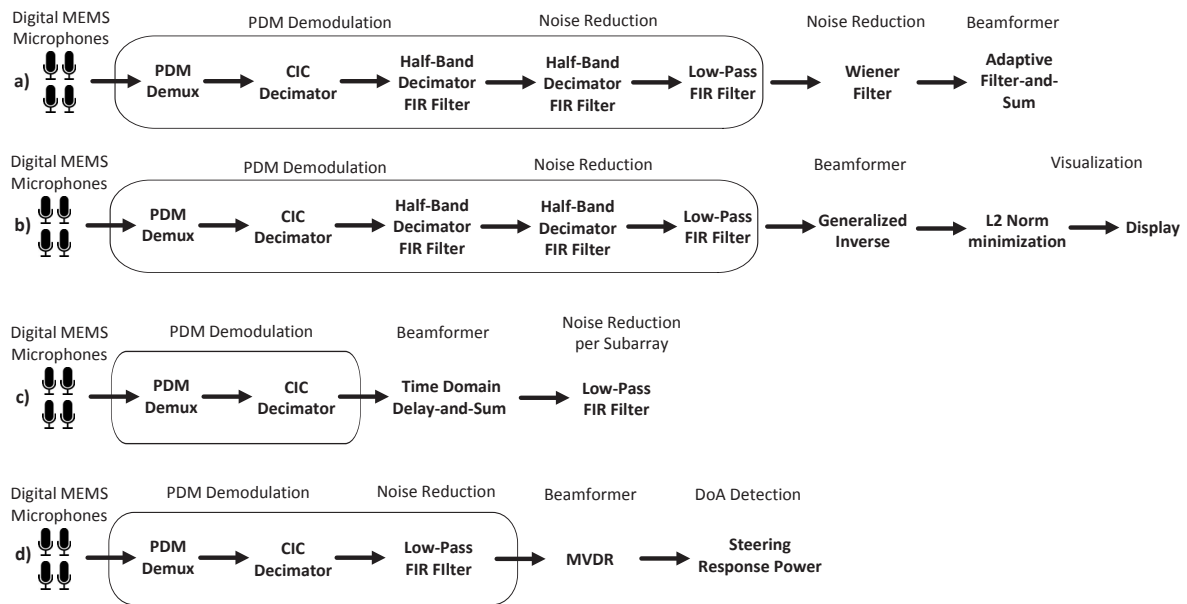 Digital MEMS
Microphones
PDM Demodulation
Noise Reduction
Noise Reduction
Beamformer
a)
PDM
Demux
CIC
Decimator
Half-Band
Decimator
FIR Filter
Half-Band
Decimator
FIR Filter
Low-Pass
FIR Filter
Wiener
Filter
Adaptive
Filter-and-
Sum
Digital MEMS
Microphones
PDM Demodulation
Noise Reduction
Beamformer
Visualization
b)
PDM
Demux
CIC
Decimator
Half-Band
Decimator
FIR Filter
Half-Band
Decimator
FIR Filter
Low-Pass
FIR Filter
Generalized
Inverse
L2 Norm
minimization
Display
Digital MEMS
Microphones
PDM Demodulation
Beamformer
Noise Reduction
per Subarray
c)
PDM
Demux
CIC
Decimator
Time Domain
Delay-and-Sum
Low-Pass
FIR Filter
Digital MEMS
Microphones
PDM Demodulation
Noise Reduction
Beamformer
DoA Detection
d)
PDM
Demux
CIC
Decimator
Low-Pass
FIR FIlter
MVDR
Steering
Response Power